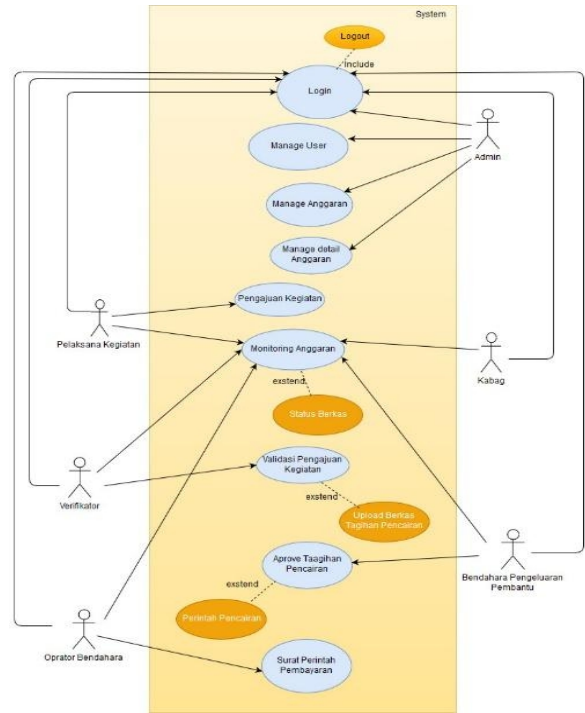 System
Logout
include
Login
Manage User
Admin
Manage Anggaran
Manage detail
Anggaran
Pengajuan Kegiatan
Pelaksana Kegiatan
Monitoring Anggaran
Kabag
exstend
Status Berkas
Validasi Pengajuan
Kegiatan
Verifikator
exstend
Upload Berkas
Tagihan Pencairan
Aprove Taagihan
Pencairan
Bendahara Pengeluaran
Pembantu
exstend
Perintah Pencairan
Oprator Bendahara
Surat Perintah
Pembayaran